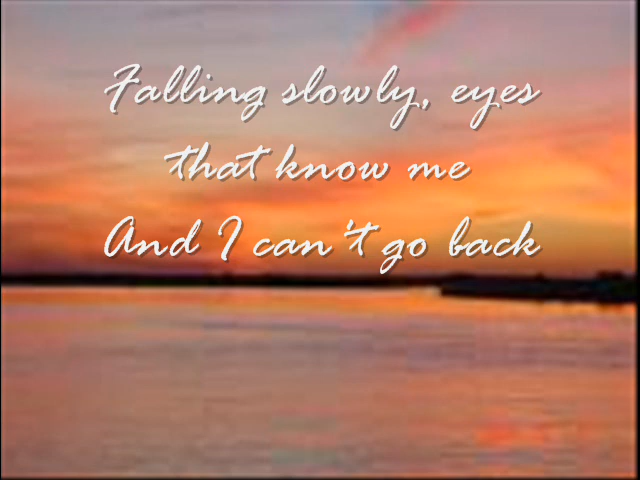 Falling slowly, eyes
that know me
And I can't go back